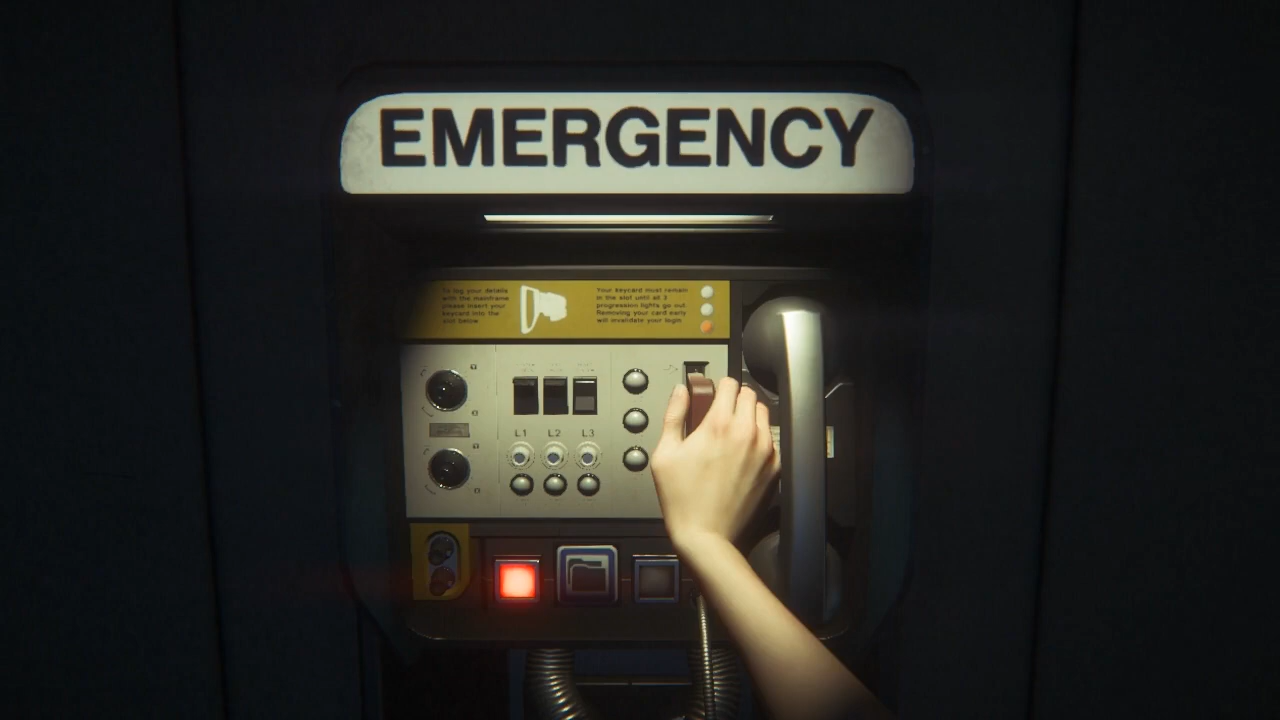 EMERGENCY
To log your details
with the mainframe
please insert your
keycard into the
slot below
Your keycard must remain
in the slot until all 3
progression lights go out.
Removing your card early
will invalidate your login
L1 L2 L3